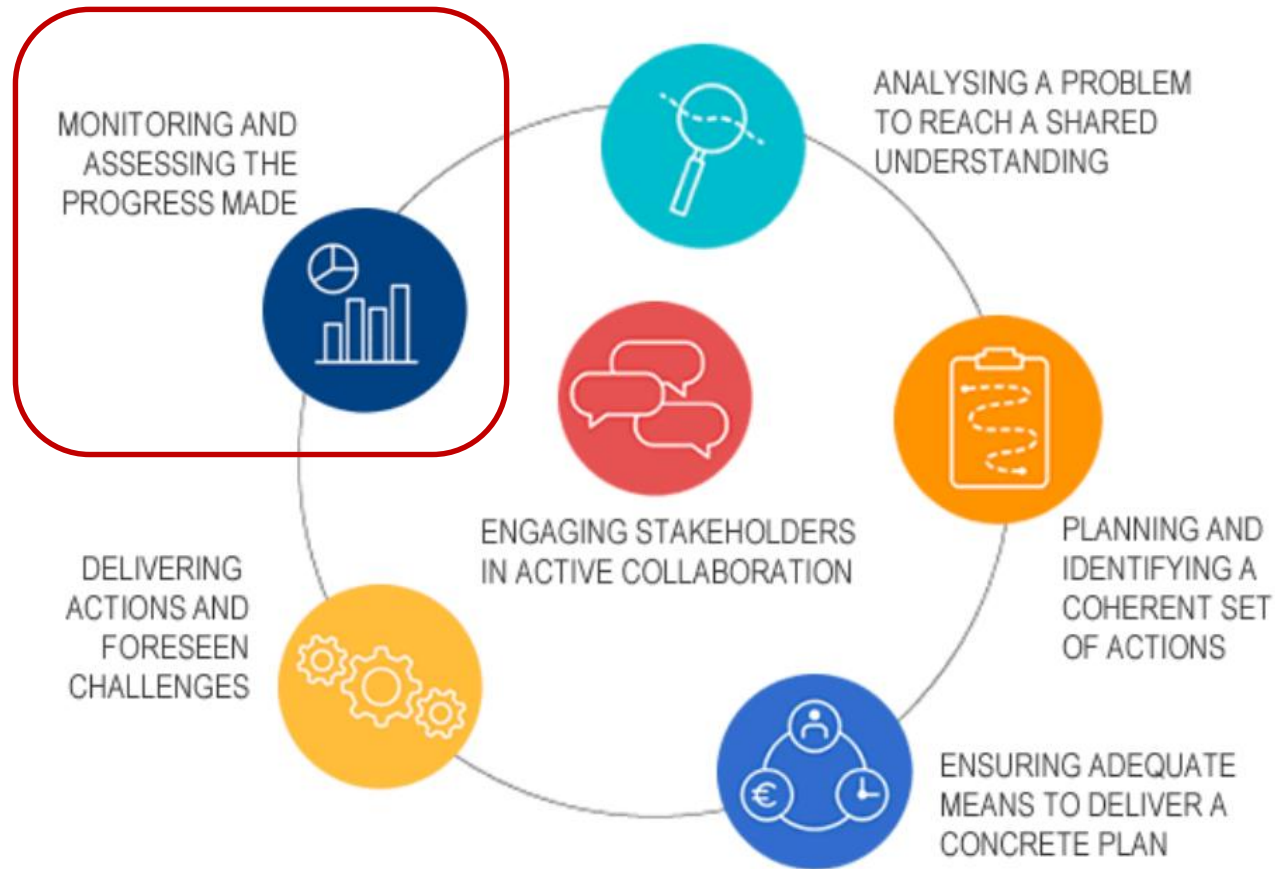 MONITORING AND
ASSESSING THE
PROGRESS MADE
ANALYSING A PROBLEM
TO REACH A SHARED
UNDERSTANDING
ENGAGING STAKEHOLDERS
IN ACTIVE COLLABORATION
PLANNING AND
IDENTIFYING A
COHERENT SET
OF ACTIONS
DELIVERING
ACTIONS AND
FORESEEN
CHALLENGES
€
ENSURING ADEQUATE
MEANS TO DELIVER A
CONCRETE PLAN